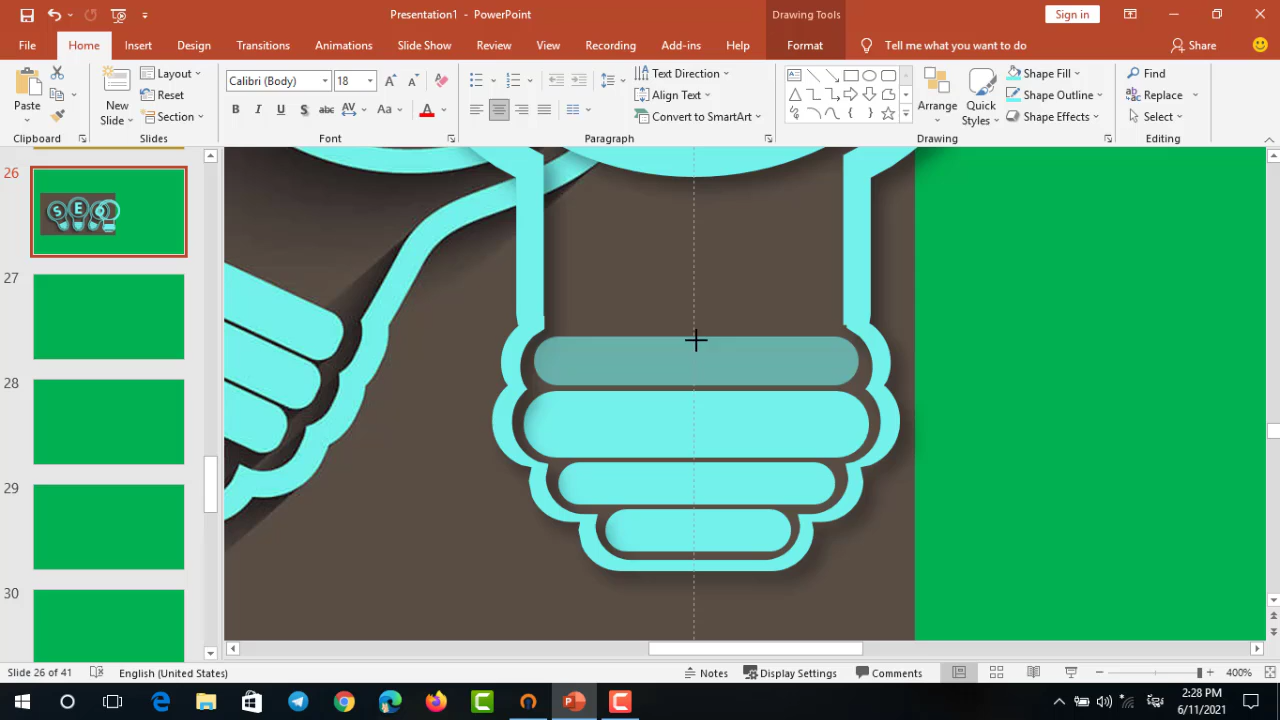 Presentation1 - PowerPoint
Drawing Tools
Sign in
File
Home
Insert
Design
Transitions
Animations
Slide Show
Review
View
Recording
Add-ins
Help
Format
Tell me what you want to do
Share
Paste
New
Slide
Layout
Reset
Section
Calibri (Body)
18
B I U S abc AV Aa A
Text Direction
Align Text
Convert to SmartArt
Arrange
Quick
Styles
Shape Fill
Shape Outline
Shape Effects
Find
Replace
Select
Clipboard
Slides
Font
Paragraph
Drawing
Editing
26
S E O
27
28
29
30
Slide 26 of 41
English (United States)
Notes
Display Settings
Comments
400%
2:28 PM
6/11/2021